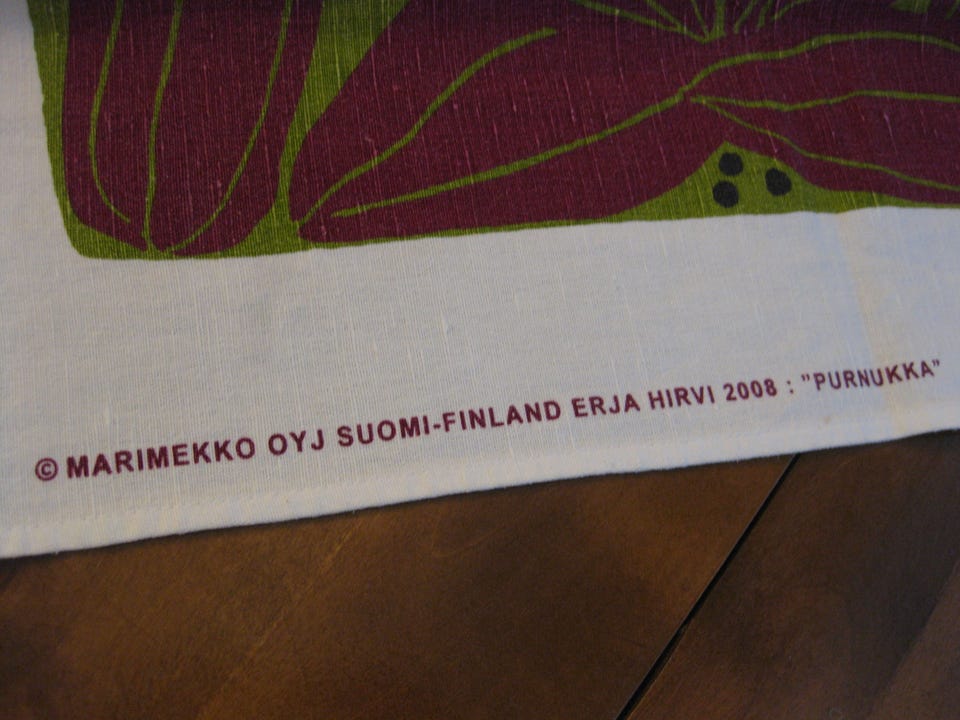 © MARIMEKKO OYJ SUOMI-FINLAND ERJA HIRVI 2008 : "PURNUKKA"